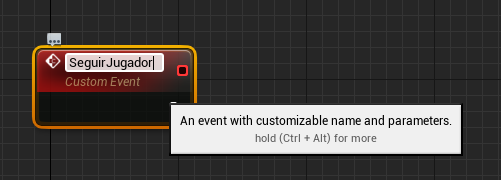 SeguirJugador
Custom Event
An event with customizable name and parameters.
hold (Ctrl + Alt) for more